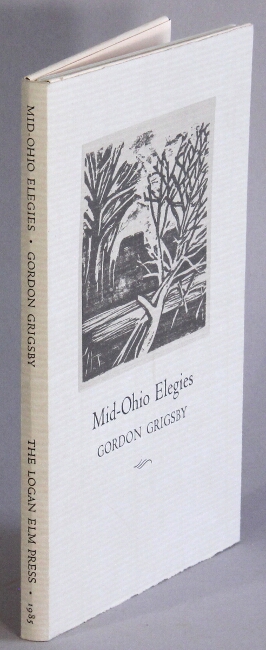 MID-OHIO ELEGIES • GORDON GRIGSBY THE LOGAN ELM PRESS • 1985
Mid-Ohio Elegies
GORDON GRIGSBY